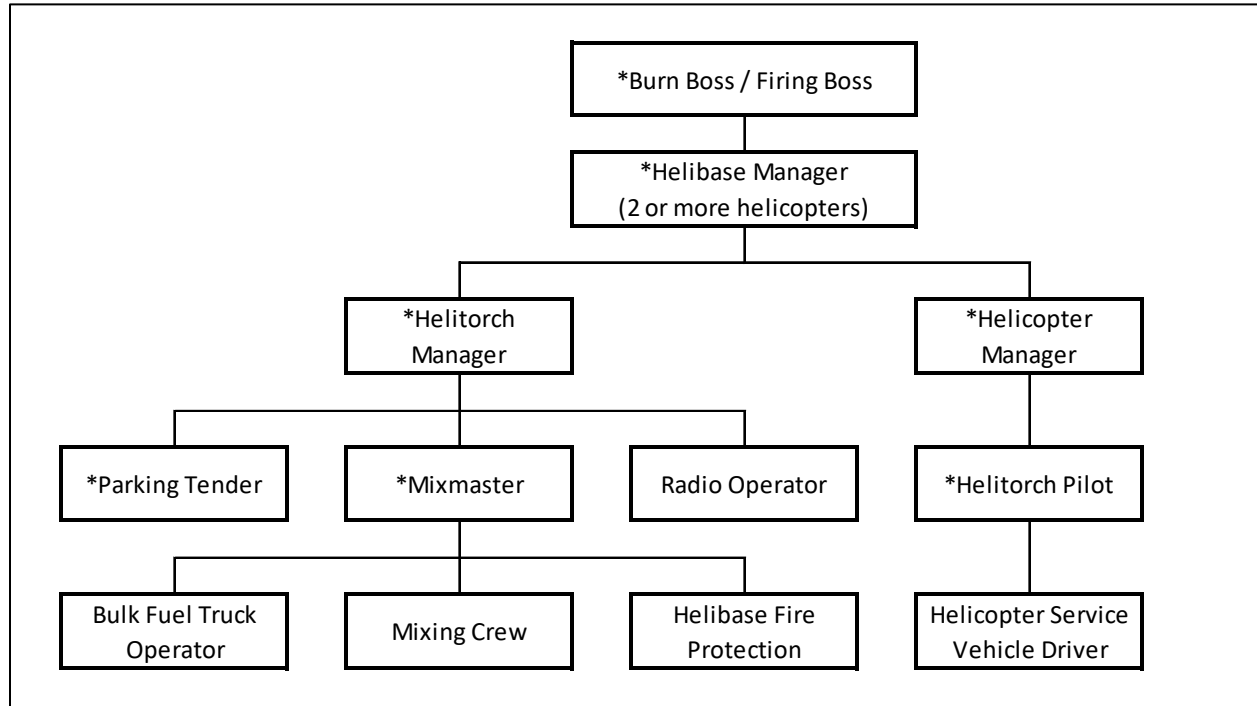 *Burn Boss / Firing Boss
*Helibase Manager
(2 or more helicopters)
*Helitorch
Manager
*Helicopter
Manager
*Parking Tender
*Mixmaster
Radio Operator
*Helitorch Pilot
Bulk Fuel Truck
Operator
Mixing Crew
Helibase Fire
Protection
Helicopter Service
Vehicle Driver